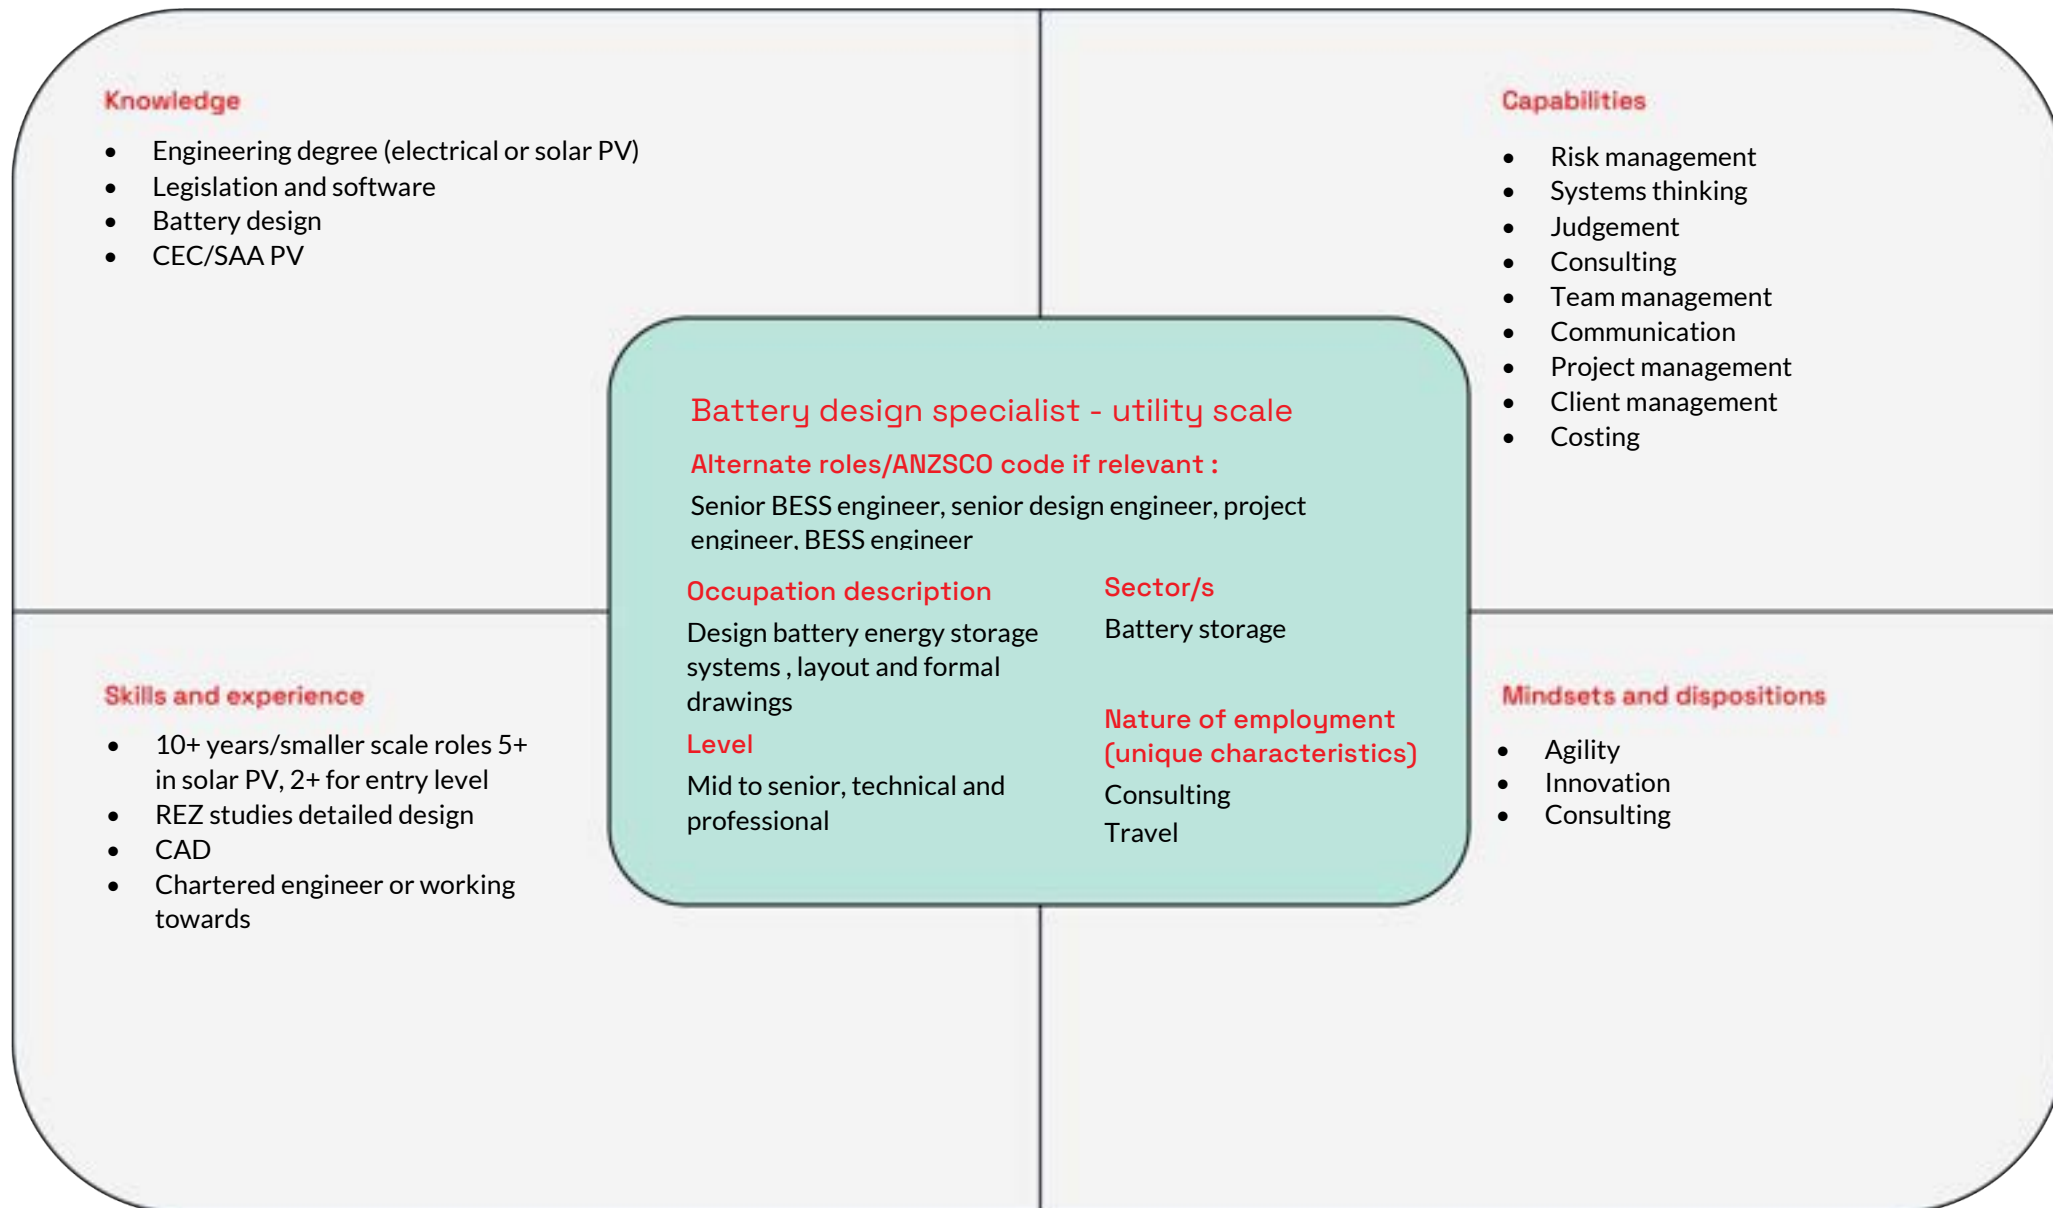 Knowledge
• Engineering degree (electrical or solar PV)
• Legislation and software
• Battery design
• CEC/SAA PV
Capabilities
• Risk management
• Systems thinking
• Judgement
• Consulting
• Team management
• Communication
• Project management
• Client management
• Costing
Battery design specialist - utility scale
Alternate roles/ANZSCO code if relevant :
Senior BESS engineer, senior design engineer, project
engineer, BESS engineer
Occupation description
Design battery energy storage
systems , layout and formal
drawings
Level
Mid to senior, technical and
professional
Sector/s
Battery storage
Nature of employment
(unique characteristics)
Consulting
Travel
Skills and experience
• 10+ years/smaller scale roles 5+
in solar PV, 2+ for entry level
• REZ studies detailed design
• CAD
• Chartered engineer or working
towards
Mindsets and dispositions
• Agility
• Innovation
• Consulting